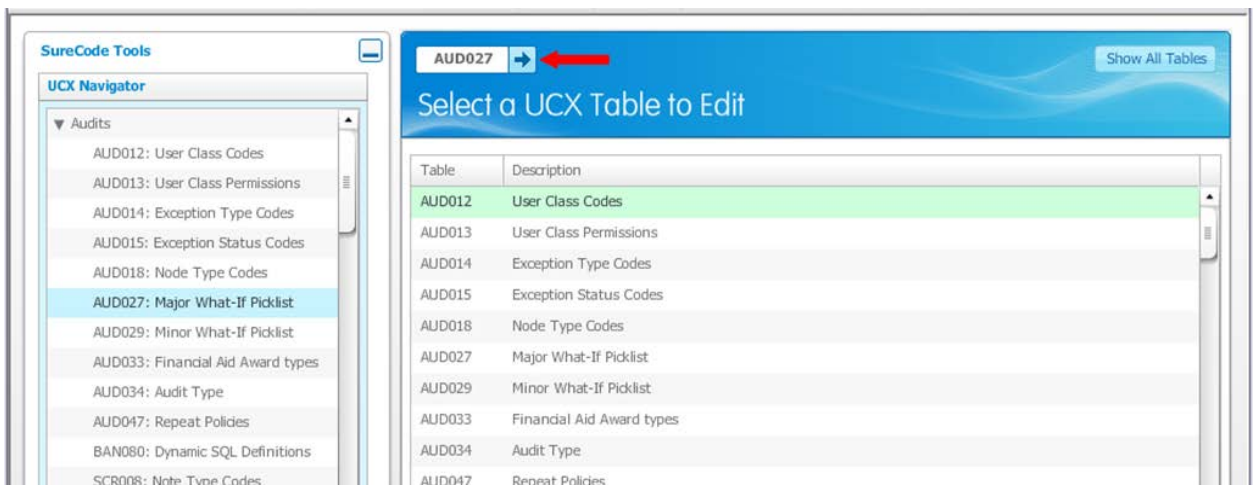 SureCode Tools
UCX Navigator
▼ Audits
AUD012: User Class Codes
AUD013: User Class Permissions
AUD014: Exception Type Codes
AUD015: Exception Status Codes
AUD018: Node Type Codes
AUD027: Major What-If Picklist
AUD029: Minor What-If Picklist
AUD033: Financial Aid Award types
AUD034: Audit Type
AUD047: Repeat Policies
BAN080: Dynamic SQL Definitions
SCR008: Note Type Codes
AUD027
Show All Tables
Select a UCX Table to Edit
Table Description
AUD012 User Class Codes
AUD013 User Class Permissions
AUD014 Exception Type Codes
AUD015 Exception Status Codes
AUD018 Node Type Codes
AUD027 Major What-If Picklist
AUD029 Minor What-If Picklist
AUD033 Financial Aid Award types
AUD034 Audit Type
AUD047 Repeat Policies